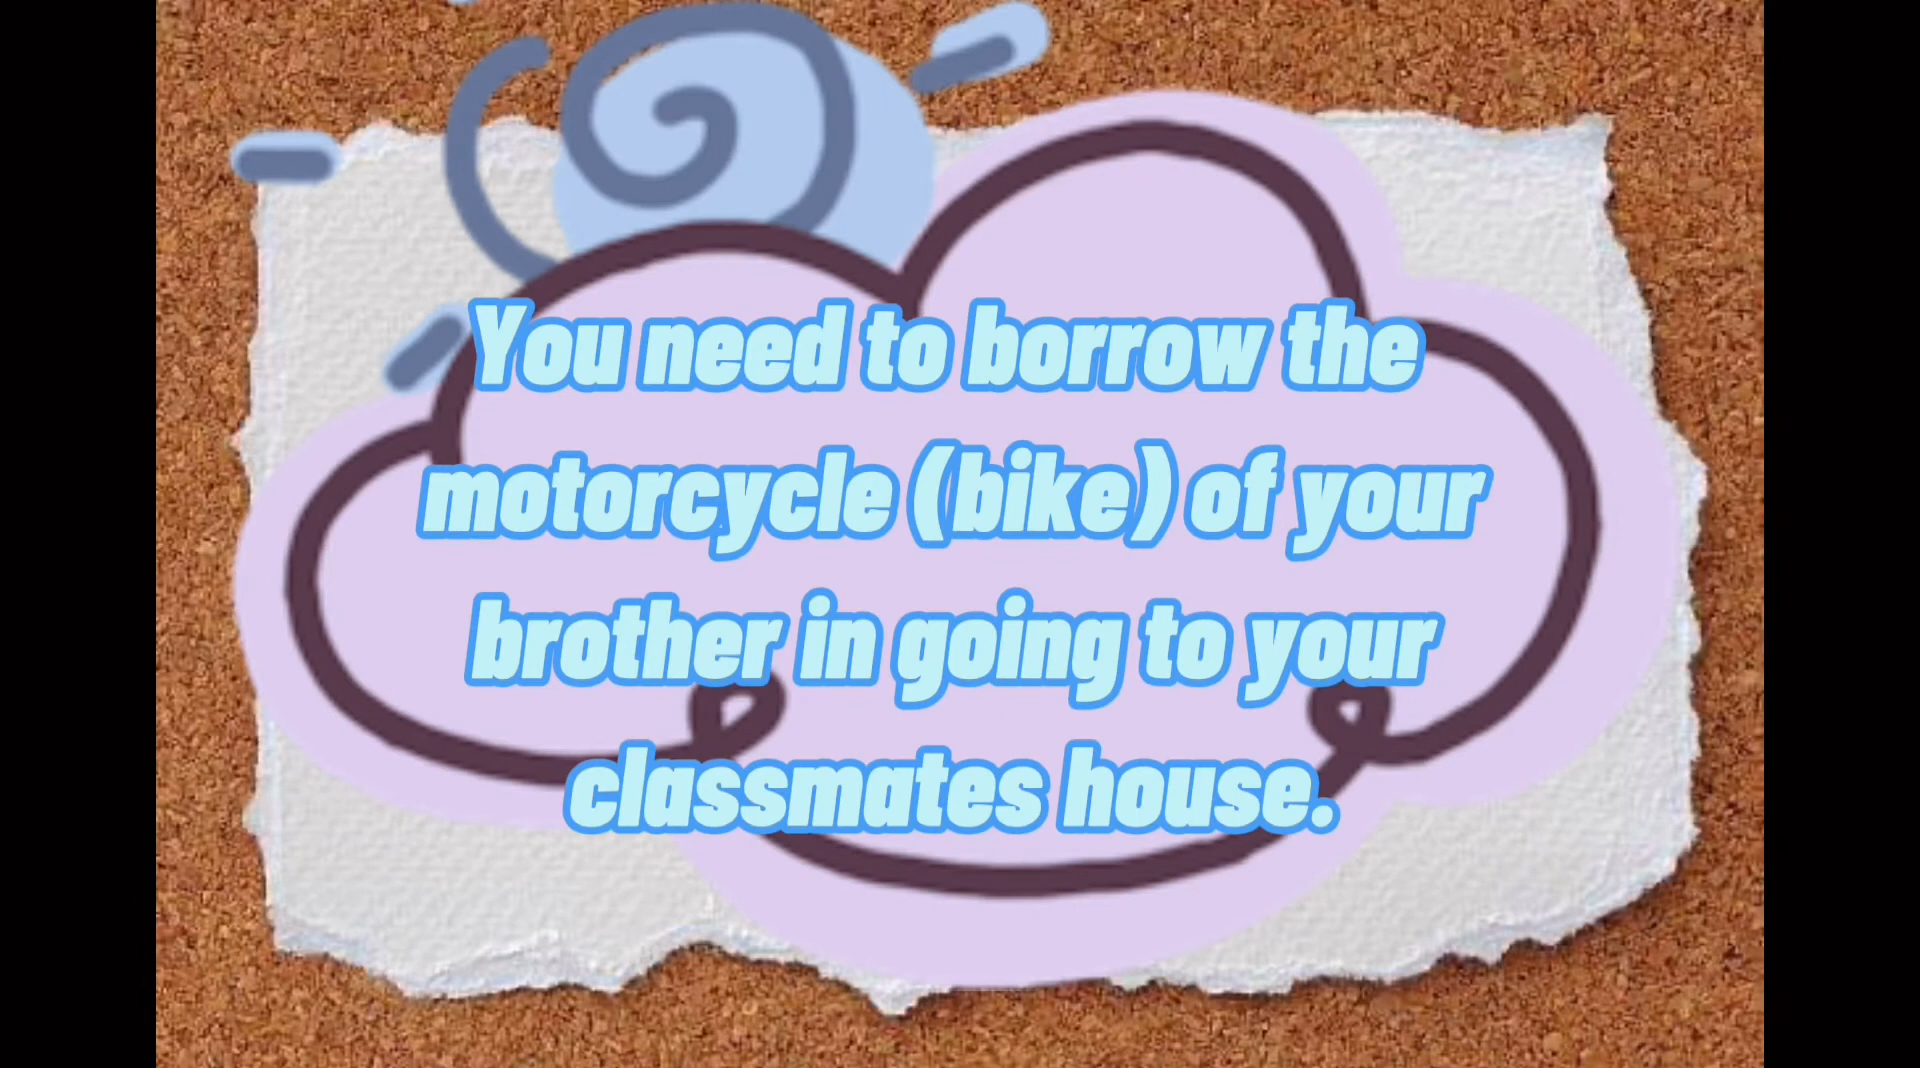 You need to borrow the
motorcycle (bike) of your
brother in going to your
classmates house.